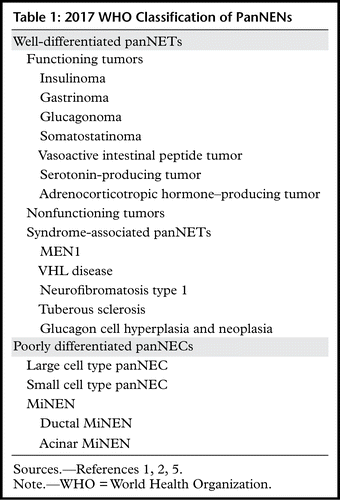 Table 1: 2017 WHO Classification of PanNENs
Well-differentiated panNETs
Functioning tumors
Insulinoma
Gastrinoma
Glucagonoma
Somatostatinoma
Vasoactive intestinal peptide tumor
Serotonin-producing tumor
Adrenocorticotropic hormone–producing tumor
Nonfunctioning tumors
Syndrome-associated panNETs
MEN1
VHL disease
Neurofibromatosis type 1
Tuberous sclerosis
Glucagon cell hyperplasia and neoplasia
Poorly differentiated panNECs
Large cell type panNEC
Small cell type panNEC
MiNEN
Ductal MiNEN
Acinar MiNEN
Sources.—References 1, 2, 5.
Note.—WHO = World Health Organization.